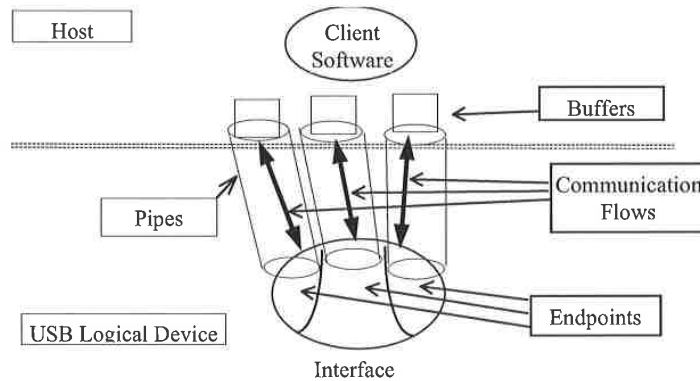 Host
Client
Software
Buffers
Communication
Flows
Pipes
Endpoints
USB Logical Device
Interface